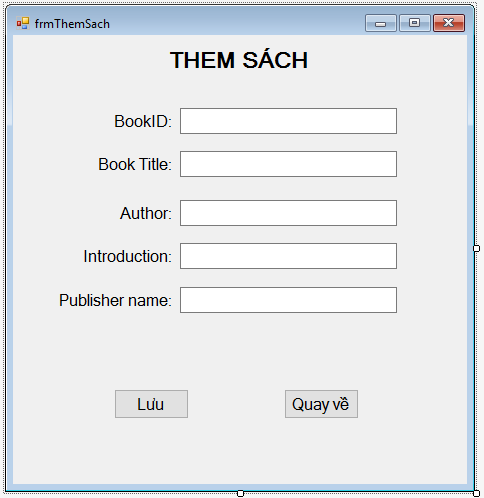 frmThemSach
THEM SÁCH
BookID:
Book Title:
Author:
Introduction:
Publisher name:
Lưu
Quay về